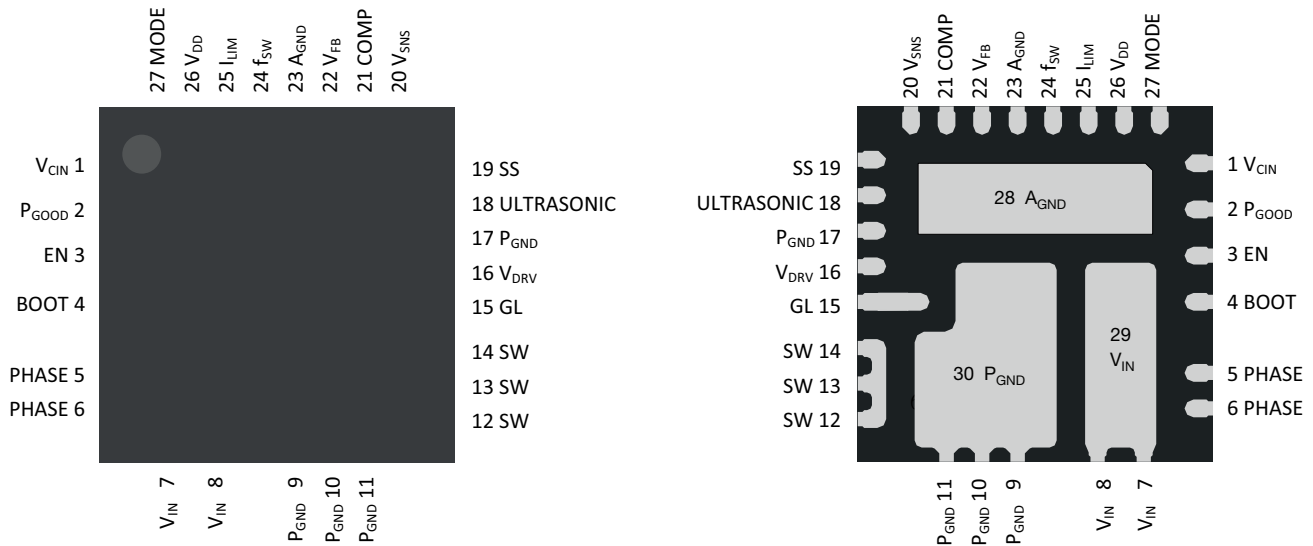 27 MODE
26 VDD
25 ILIM
24 fSW
23 AGND
22 VFB
21 COMP
20 VSNS
VCIN 1
PGOOD 2
EN 3
BOOT 4
PHASE 5
PHASE 6
19 SS
18 ULTRASONIC
17 PGND
16 VDRV
15 GL
14 SW
13 SW
12 SW
VIN 7
VIN 8
PGND 9
PGND 10
PGND 11
20 VSNS
21 COMP
22 VFB
23 AGND
24 fSW
25 ILIM
26 VDD
27 MODE
SS 19
ULTRASONIC 18
PGND 17
VDRV 16
GL 15
SW 14
SW 13
SW 12
28 AGND
30 PGND
29
VIN
1 VCIN
2 PGOOD
3 EN
4 BOOT
5 PHASE
6 PHASE
PGND 11
PGND 10
PGND 9
VIN 8
VIN 7